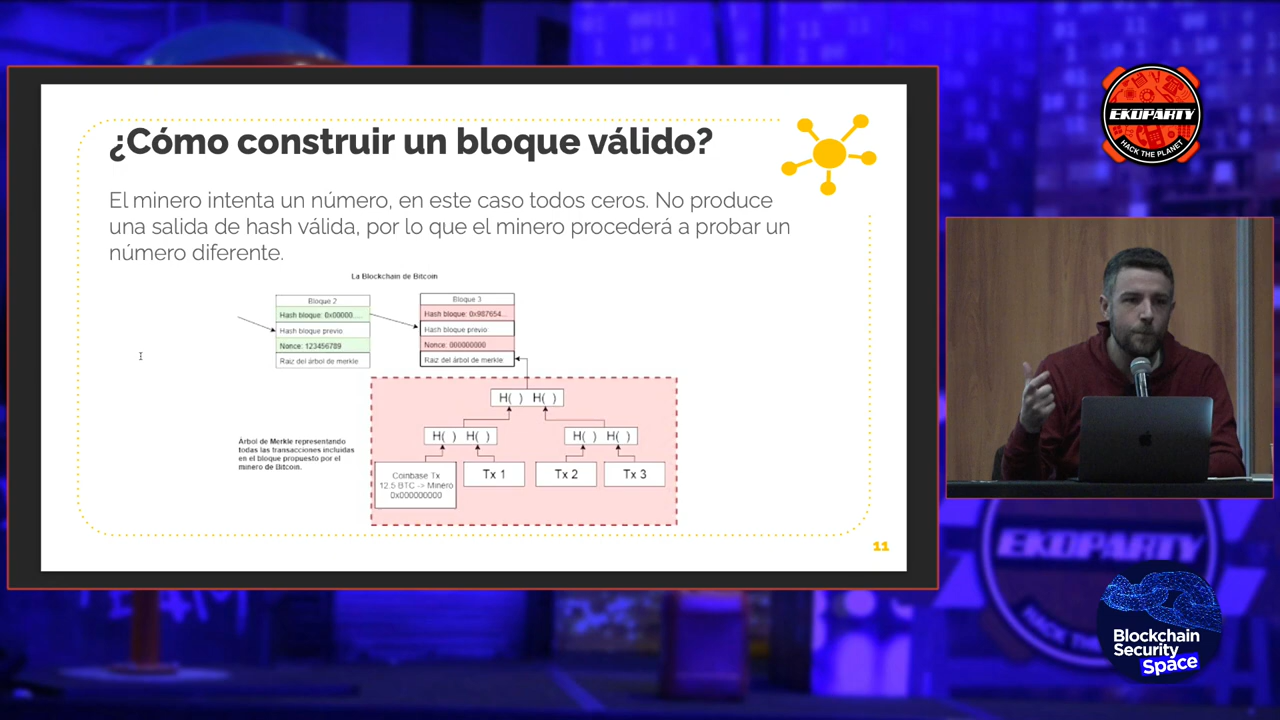 ¿Cómo construir un bloque válido?
El minero intenta un número, en este caso todos ceros. No produce
una salida de hash válida, por lo que el minero procederá a probar un
número diferente.
La Blockchain de Bitcoin
Bloque 2
Hash bloque: 0x00000....
Hash bloque previo
Nonce: 123456789
Raiz del árbol de merkle
Bloque 3
Hash bloque: 0x987654...
Hash bloque previo
Nonce: 000000000
Raiz del árbol de merkle
H( ) H( )
H( ) H( )
H( ) H( )
Árbol de Merkle representando
todas las transacciones incluidas
en el bloque propuesto por el
minero de Bitcoin.
Coinbase Tx
12.5 BTC -> Minero
0x000000000
Tx 1
Tx 2
Tx 3
11
EKOPARTY
HACK THE PLANET
EKOPARTY
HACK THE
Blockchain
Security
Space